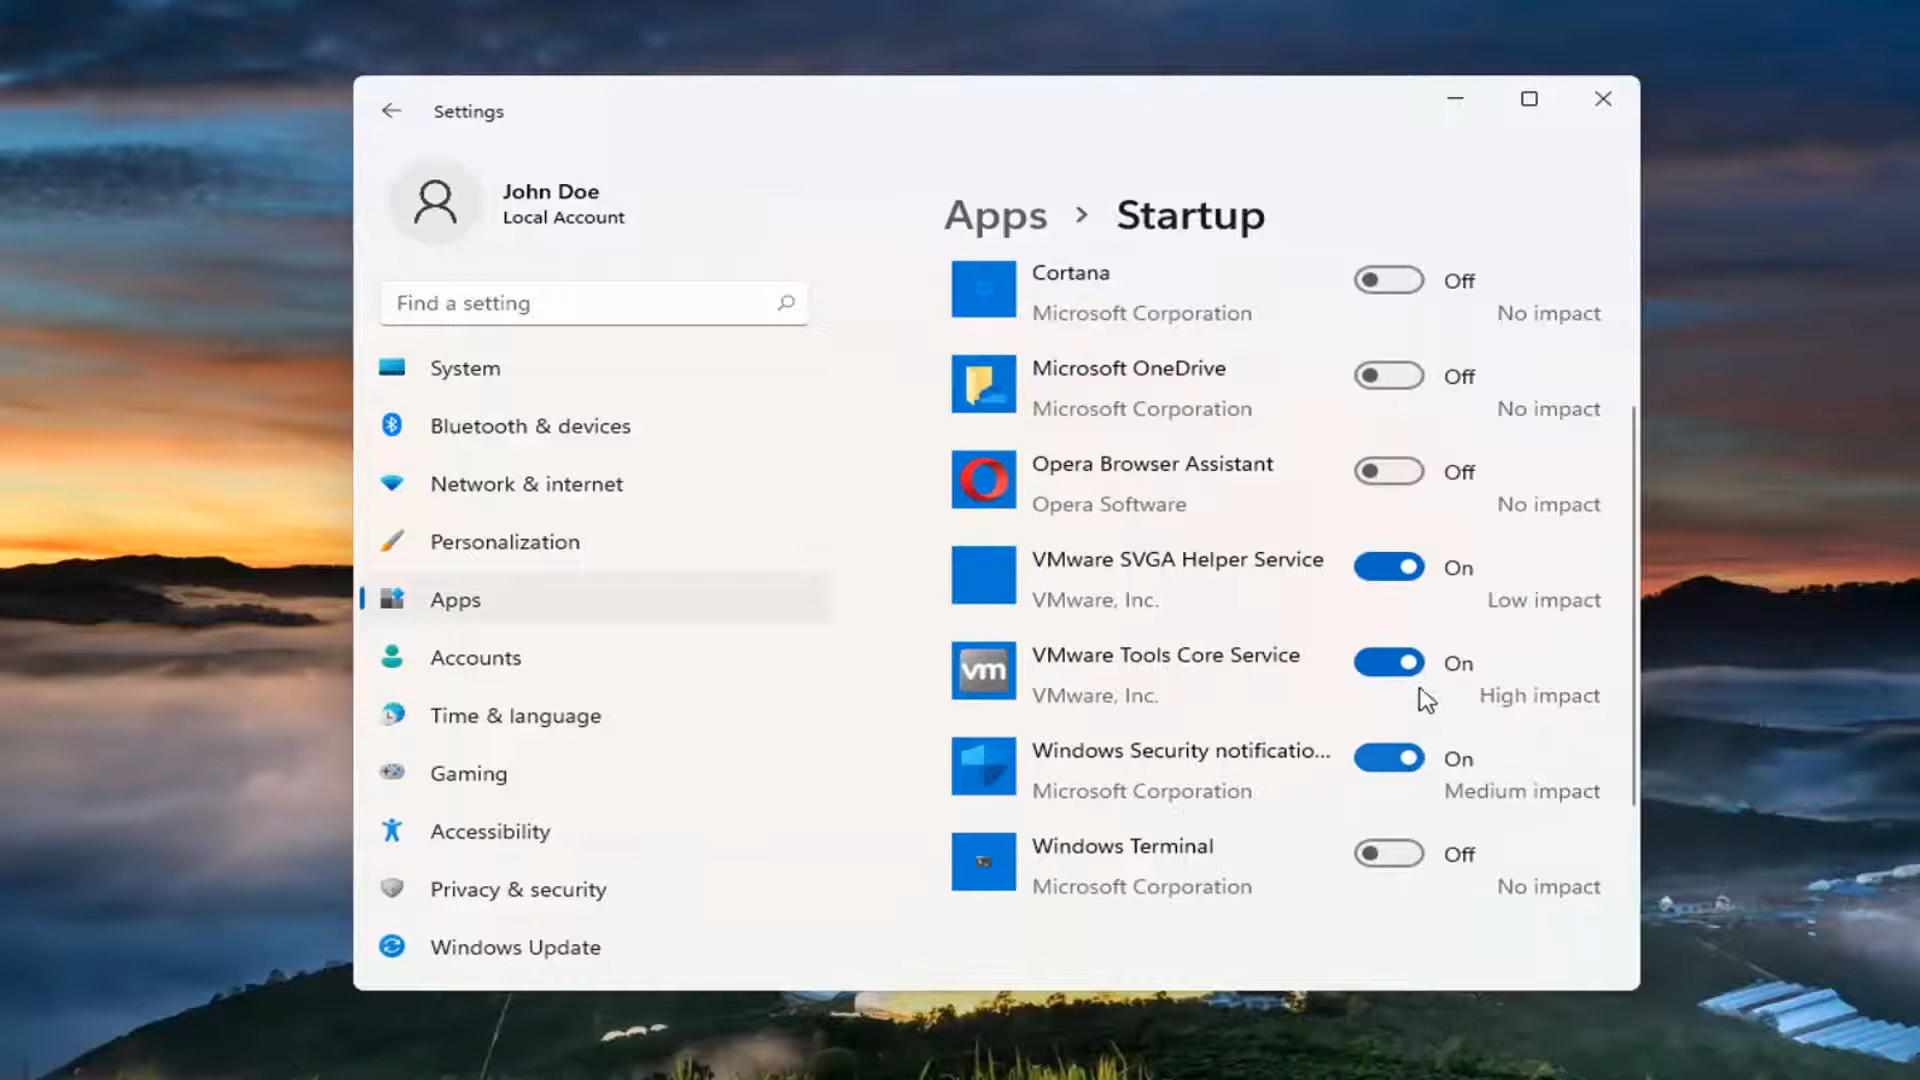 Settings
John Doe
Local Account
Find a setting
System
Bluetooth & devices
Network & internet
Personalization
Apps
Accounts
Time & language
Gaming
Accessibility
Privacy & security
Windows Update
Apps > Startup
Cortana
Off
Microsoft Corporation
No impact
Microsoft OneDrive
Off
Microsoft Corporation
No impact
Opera Browser Assistant
Off
Opera Software
No impact
VMware SVGA Helper Service
On
VMware, Inc.
Low impact
vm
VMware Tools Core Service
On
VMware, Inc.
High impact
Windows Security notificatio...
On
Microsoft Corporation
Medium impact
Windows Terminal
Off
Microsoft Corporation
No impact